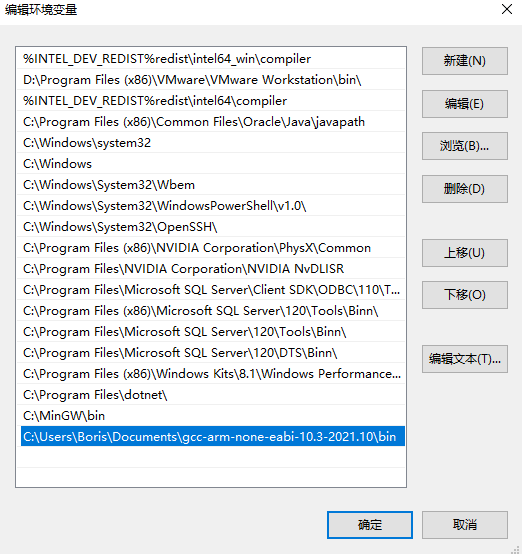 编辑环境变量
%INTEL_DEV_REDIST%redist\intel64_win\compiler
D:\Program Files (x86)\VMware\VMware Workstation\bin\
%INTEL_DEV_REDIST%redist\intel64\compiler
C:\Program Files (x86)\Common Files\Oracle\Java\javapath
C:\Windows\system32
C:\Windows
C:\Windows\System32\Wbem
C:\Windows\System32\WindowsPowerShell\v1.0\
C:\Windows\System32\OpenSSH\
C:\Program Files (x86)\NVIDIA Corporation\PhysX\Common
C:\Program Files\NVIDIA Corporation\NVIDIA NvDLISR
C:\Program Files\Microsoft SQL Server\Client SDK\ODBC\110\T...
C:\Program Files (x86)\Microsoft SQL Server\120\Tools\Binn\
C:\Program Files\Microsoft SQL Server\120\Tools\Binn\
C:\Program Files\Microsoft SQL Server\120\DTS\Binn\
C:\Program Files (x86)\Windows Kits\8.1\Windows Performance...
C:\Program Files\dotnet\
C:\MinGW\bin
C:\Users\Boris\Documents\gcc-arm-none-eabi-10.3-2021.10\bin
新建(N)
编辑(E)
浏览(B)...
删除(D)
上移(U)
下移(O)
编辑文本(T)...
确定
取消